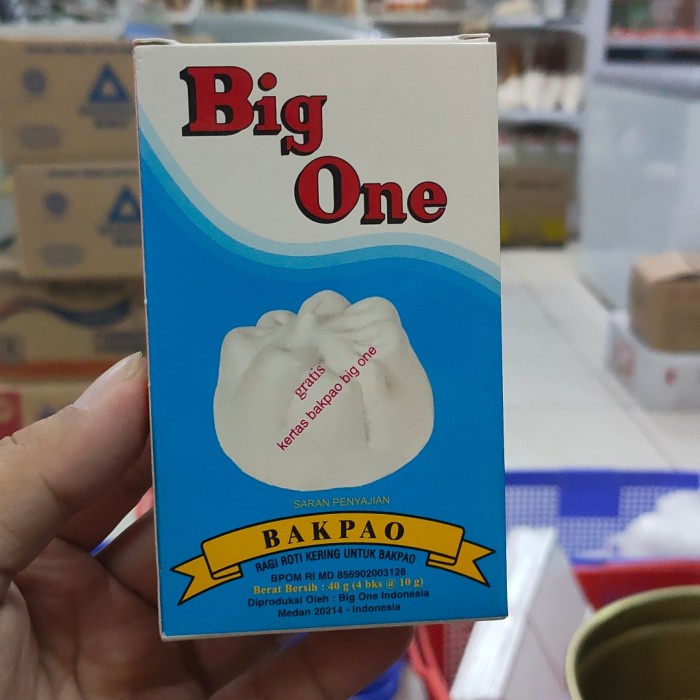 Big
One
gratis
kertas bakpao big one
SARAN PENYAJIAN
BAKPAO
RAGI ROTI KERING UNTUK BAKPAO
BPOM RI MD 856902003128
Berat Bersih : 40 g (4 bks @ 10 g)
Diproduksi Oleh : Big One Indonesia
Medan 20214 - Indonesia